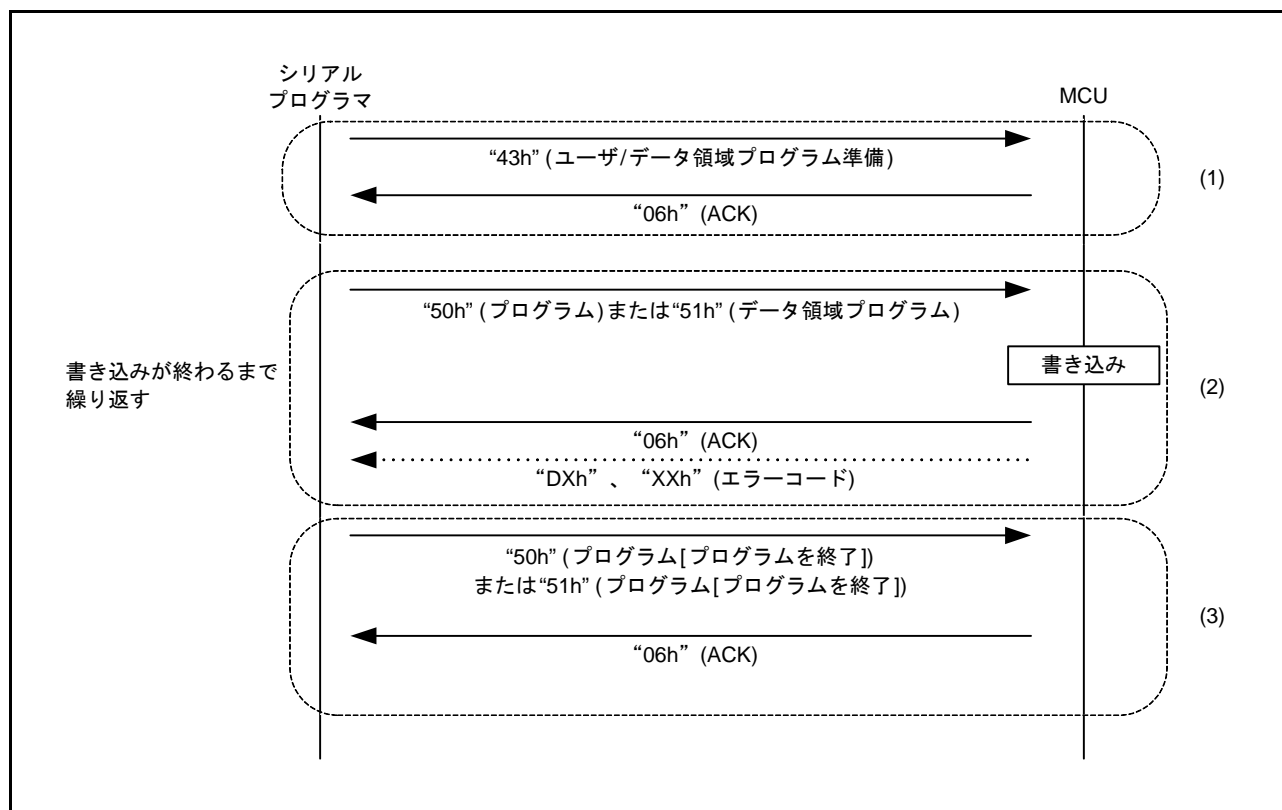 シリアル
プログラマ
MCU
“43h” (ユーザ/データ領域プログラム準備)
“06h” (ACK)
(1)
“50h” (プログラム)または“51h” (データ領域プログラム)
書き込み
書き込みが終わるまで
繰り返す
(2)
“06h” (ACK)
“DXh” 、 “XXh” (エラーコード)
“50h” (プログラム[プログラムを終了])
または“51h” (プログラム[プログラムを終了])
(3)
“06h” (ACK)